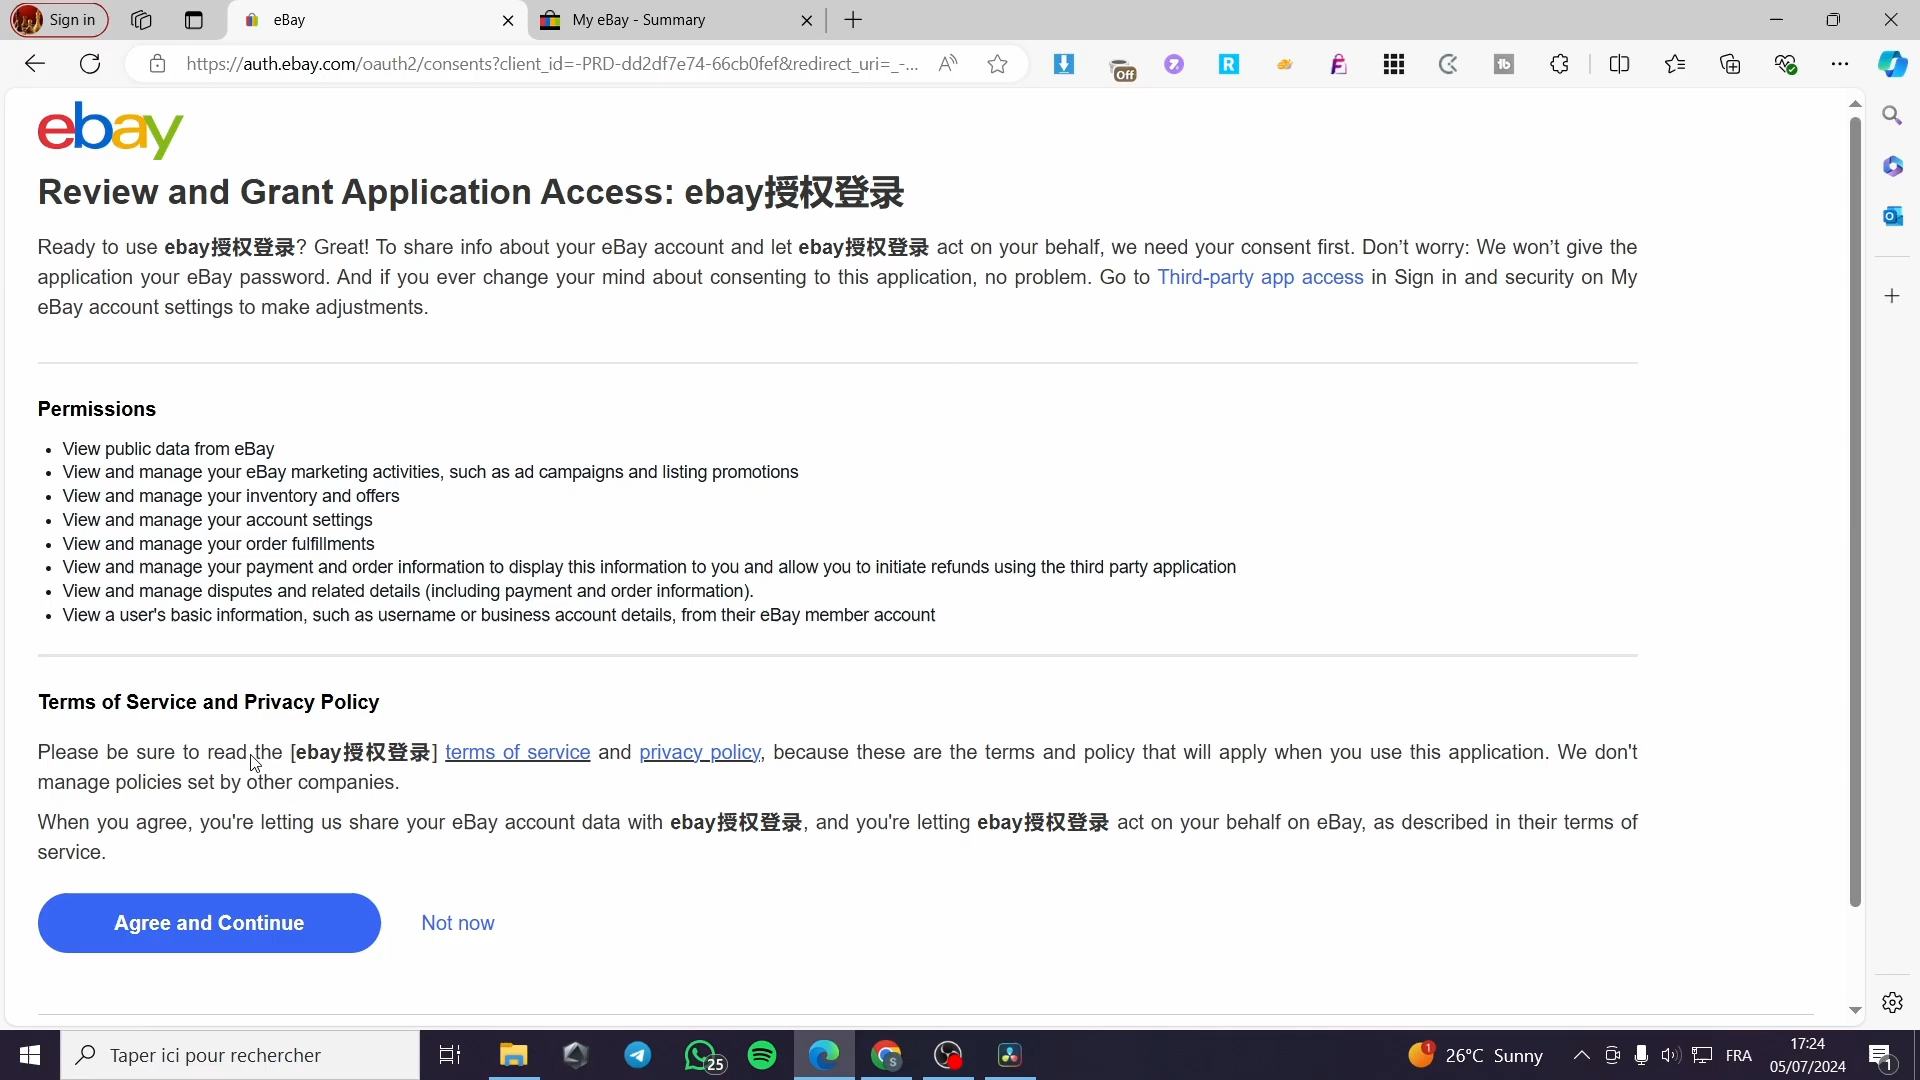 Sign in
eBay
My eBay - Summary
https://auth.ebay.com/oauth2/consents?client_id=-PRD-dd2df7e74-66cb0fef&redirect_uri=_-...
Off
ebay
Review and Grant Application Access: ebay授权登录
Ready to use ebay授权登录? Great! To share info about your eBay account and let ebay授权登录 act on your behalf, we need your consent first. Don’t worry: We won’t give the
application your eBay password. And if you ever change your mind about consenting to this application, no problem. Go to Third-party app access in Sign in and security on My
eBay account settings to make adjustments.
Permissions
• View public data from eBay
• View and manage your eBay marketing activities, such as ad campaigns and listing promotions
• View and manage your inventory and offers
• View and manage your account settings
• View and manage your order fulfillments
• View and manage your payment and order information to display this information to you and allow you to initiate refunds using the third party application
• View and manage disputes and related details (including payment and order information).
• View a user's basic information, such as username or business account details, from their eBay member account
Terms of Service and Privacy Policy
Please be sure to read the [ebay授权登录] terms of service and privacy policy, because these are the terms and policy that will apply when you use this application. We don't
manage policies set by other companies.
When you agree, you're letting us share your eBay account data with ebay授权登录, and you're letting ebay授权登录 act on your behalf on eBay, as described in their terms of
service.
Agree and Continue
Not now
Taper ici pour rechercher
25
S
1
26°C Sunny
FRA
17:24
05/07/2024
1